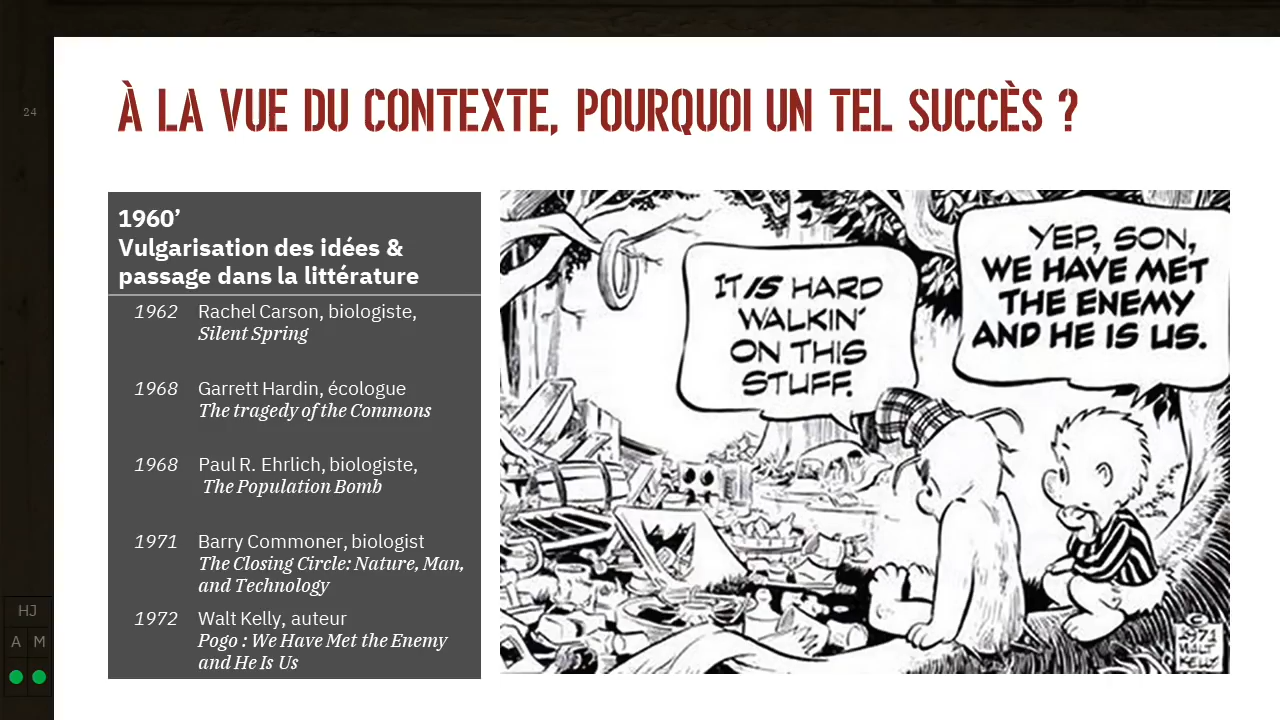 24
À LA VUE DU CONTEXTE, POURQUOI UN TEL SUCCÈS ?
1960’
Vulgarisation des idées &
passage dans la littérature
1962 Rachel Carson, biologiste,
Silent Spring
1968 Garrett Hardin, écologue
The tragedy of the Commons
1968 Paul R. Ehrlich, biologiste,
The Population Bomb
1971 Barry Commoner, biologist
The Closing Circle: Nature, Man,
and Technology
1972 Walt Kelly, auteur
Pogo : We Have Met the Enemy
and He Is Us
IT IS HARD
WALKIN'
ON THIS
STUFF.
YEP, SON,
WE HAVE MET
THE ENEMY
AND HE IS US.
©
1971
WALT
KELLY
HJ
A M